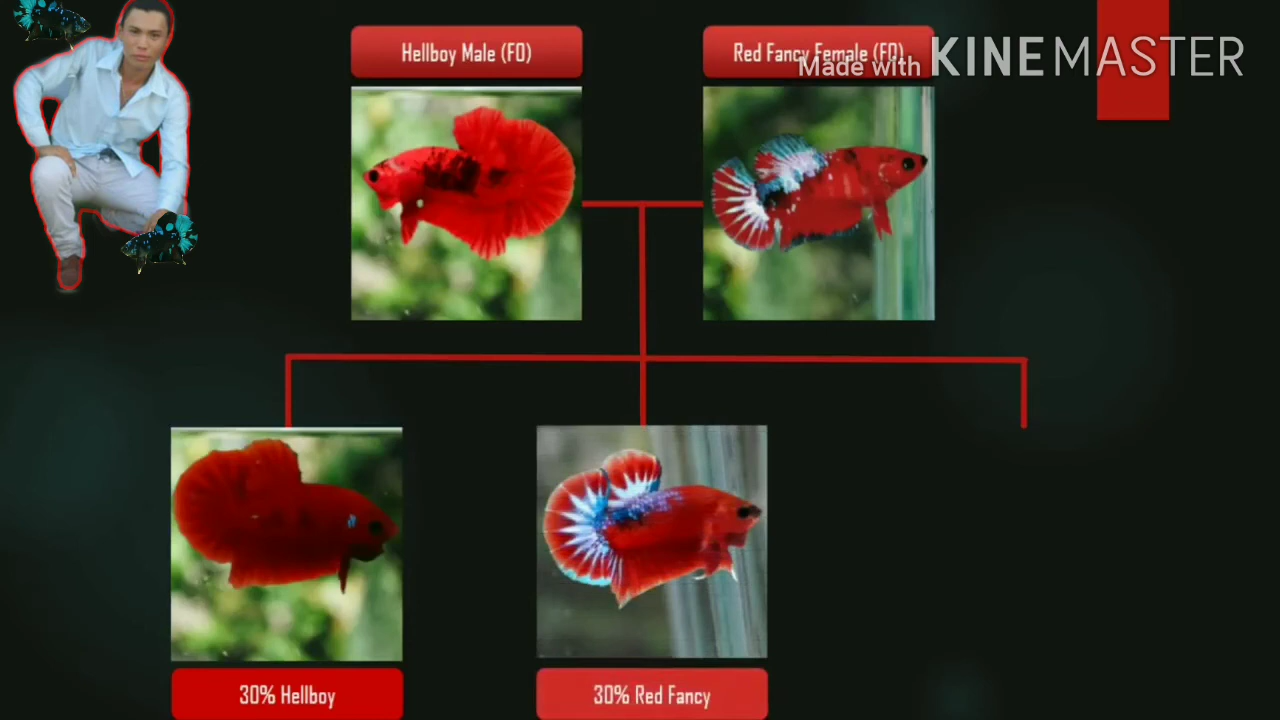 Hellboy Male (F0)
Red Fancy Female (F0)
Made with KINEMASTER
30% Hellboy
30% Red Fancy